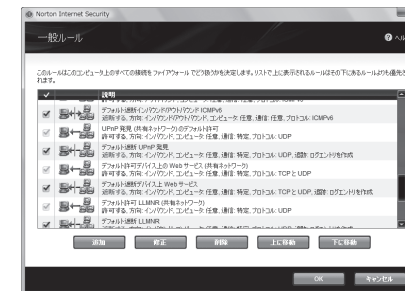 Norton Internet Security
一般ルール
ヘル
このルールはこのコンピュータ上のすべての接続を ファイアウォール でどう扱うかを決定します。リストで上に表示されるルールはその下にあるルールよりも優先さ
れます。
説明
デフォルト遮断インバウンド/アウトバウンド ICMPv6
遮断する, 方向: インバウンド/アウトバウンド, コンピュータ: 任意, 通信: 任意, プロトコル: ICMPv6
UPnP 発見 (共有ネットワーク)のデフォルト許可
許可する, 方向: インバウンド, コンピュータ: 任意, 通信: 特定, プロトコル: UDP
デフォルト遮断 UPnP 発見
遮断する, 方向: インバウンド, コンピュータ: 任意, 通信: 特定, プロトコル: UDP, 追跡: ログエントリを作成
デフォルト許可デバイス上の Web サービス (共有ネットワーク)
許可する, 方向: インバウンド, コンピュータ: 任意, 通信: 特定, プロトコル: TCP と UDP
デフォルト遮断デバイス上 Web サービス
遮断する, 方向: インバウンド, コンピュータ: 任意, 通信: 特定, プロトコル: TCP と UDP, 追跡: ログエントリを作成
デフォルト許可 LLMNR (共有ネットワーク)
許可する, 方向: インバウンド, コンピュータ: 任意, 通信: 特定, プロトコル: UDP
デフォルト遮断 LLMNR
追加 修正 削除 上に移動 下に移動
OK キャンセル